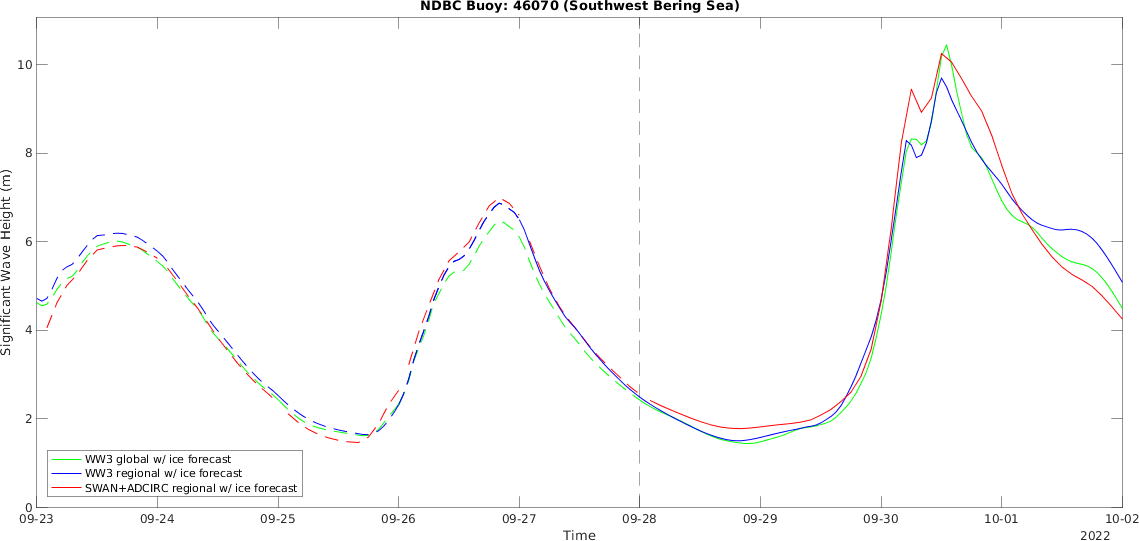 NDBC Buoy: 46070 (Southwest Bering Sea)
Significant Wave Height (m)
10
8
6
4
2
0
WW3 global w/ ice forecast
WW3 regional w/ ice forecast
SWAN+ADCIRC regional w/ ice forecast
09-23 09-24 09-25 09-26 09-27 09-28 09-29 09-30 10-01 10-02
Time
2022